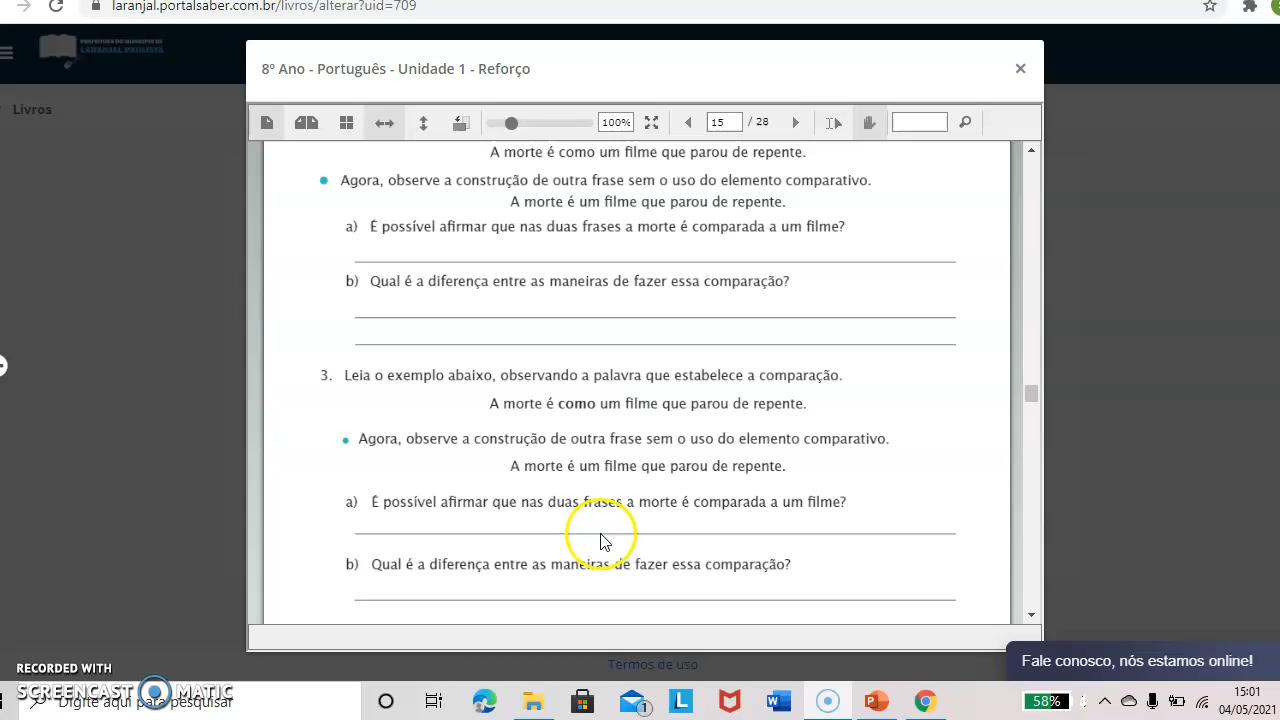 laranjal.portalsaber.com.br/livros/alterar?uid=709
PREFEITURA DO MUNICÍPIO DE
LARANJAL PAULISTA
8º Ano - Português - Unidade 1 - Reforço
Livros
100%
15 / 28
A morte é como um filme que parou de repente.
Agora, observe a construção de outra frase sem o uso do elemento comparativo.
A morte é um filme que parou de repente.
a) É possível afirmar que nas duas frases a morte é comparada a um filme?
b) Qual é a diferença entre as maneiras de fazer essa comparação?
3. Leia o exemplo abaixo, observando a palavra que estabelece a comparação.
A morte é como um filme que parou de repente.
Agora, observe a construção de outra frase sem o uso do elemento comparativo.
A morte é um filme que parou de repente.
a) É possível afirmar que nas duas frases a morte é comparada a um filme?
b) Qual é a diferença entre as maneiras de fazer essa comparação?
Termos de uso
Fale conosco, nós estamos online!
RECORDED WITH
SCREENCAST MATIC
Digite aqui para pesquisar
1
L
58%
15:01
04/05/2021